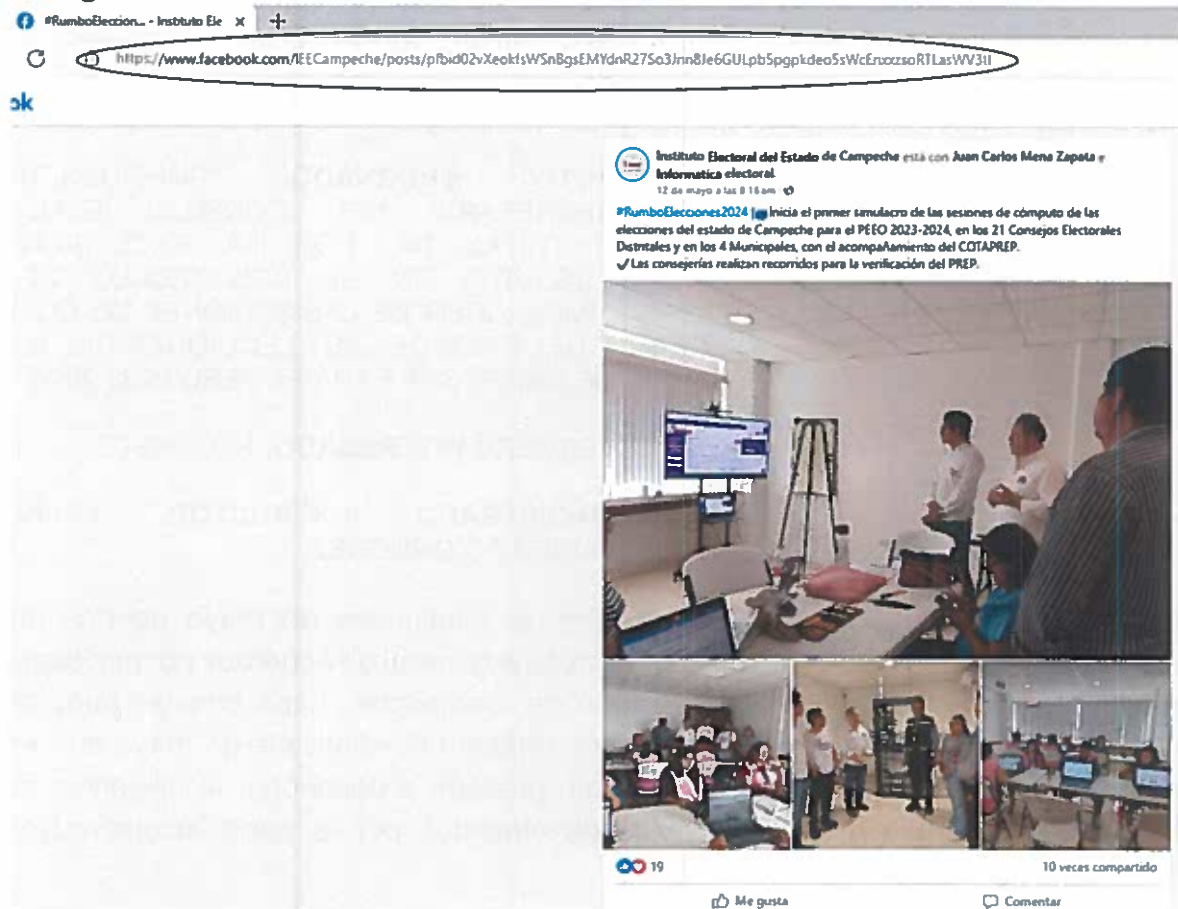 #RumboEleccion... - Instituto Ele X +
https://www.facebook.com/IEECampeche/posts/
ok
Instituto Electoral del Estado de Campeche está con Juan Carlos Mena Zapata e
Informatica electoral.
12 de mayo a las 8:16 am
#RumboElecciones2024 | Inicia el primer simulacro de las sesiones de cómputo de las
elecciones del estado de Campeche para el PEEO 2023-2024, en los 21 Consejos Electorales
Distritales y en los 4 Municipales, con el acompañamiento del COTAPREP.
✓Las consejerías realizan recorridos para la verificación del PREP.
19
10 veces compartido
Me gusta
Comentar